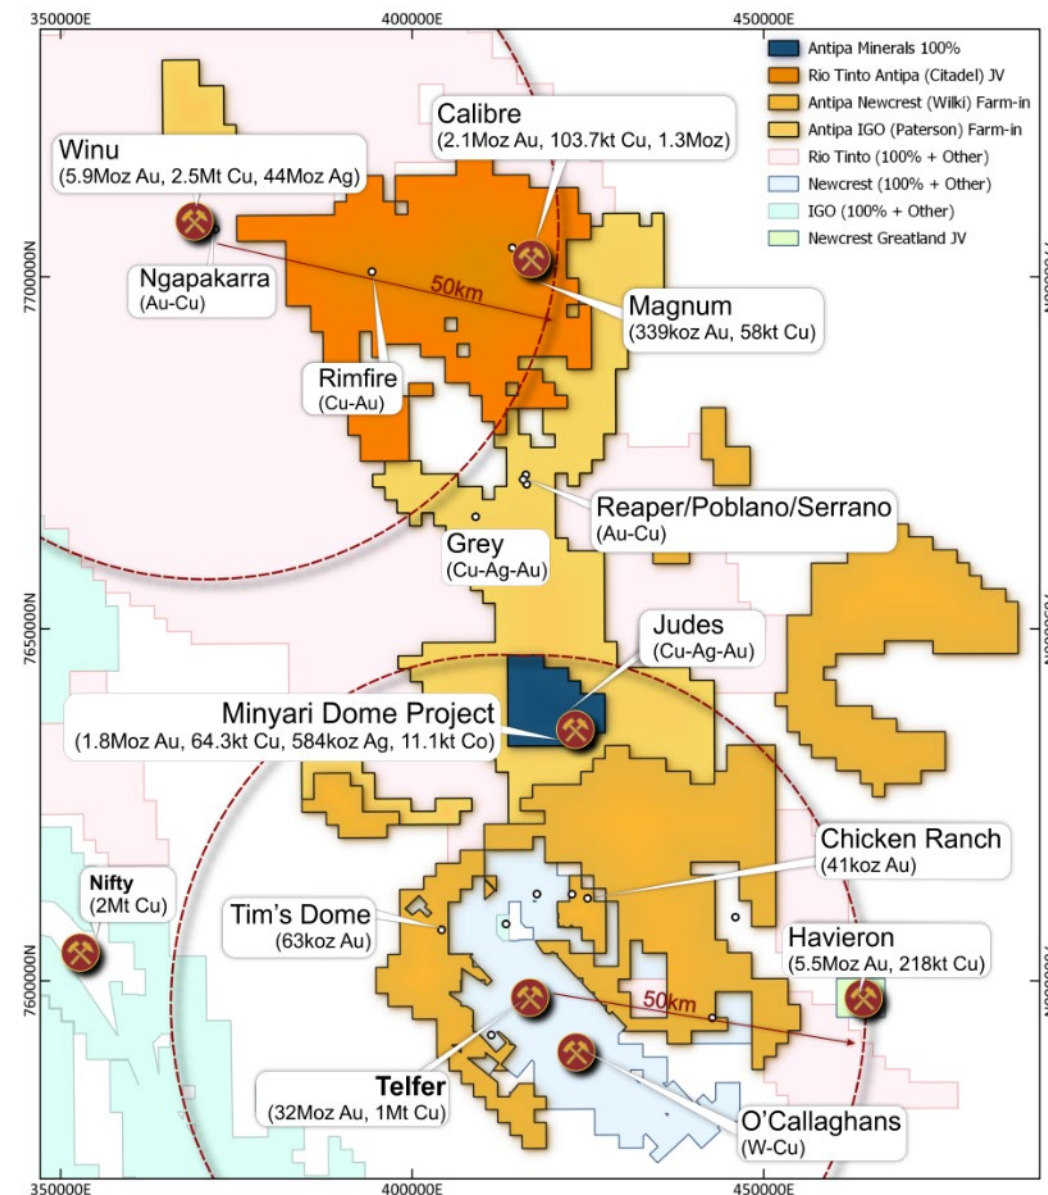 350000E
400000E
450000E
Antipa Minerals 100%
Rio Tinto Antipa (Citadel) JV
Antipa Newcrest (Wilki) Farm-in
Antipa IGO (Paterson) Farm-in
Rio Tinto (100% + Other)
Newcrest (100% + Other)
IGO (100% + Other)
Newcrest Greatland JV
Calibre
(2.1Moz Au, 103.7kt Cu, 1.3Moz)
Winu
(5.9Moz Au, 2.5Mt Cu, 44Moz Ag)
Ngapakarra
(Au-Cu)
7700000N
7700000N
50km
Magnum
(339koz Au, 58kt Cu)
Rimfire
(Cu-Au)
Reaper/Poblano/Serrano
(Au-Cu)
Grey
(Cu-Ag-Au)
7650000N
7650000N
Judes
(Cu-Ag-Au)
Minyari Dome Project
(1.8Moz Au, 64.3kt Cu, 584koz Ag, 11.1kt Co)
Chicken Ranch
(41koz Au)
Nifty
(2Mt Cu)
Tim's Dome
(63koz Au)
Havieron
(5.5Moz Au, 218kt Cu)
7600000N
7600000N
50km
Telfer
(32Moz Au, 1Mt Cu)
O'Callaghans
(W-Cu)
350000E
400000E
450000E